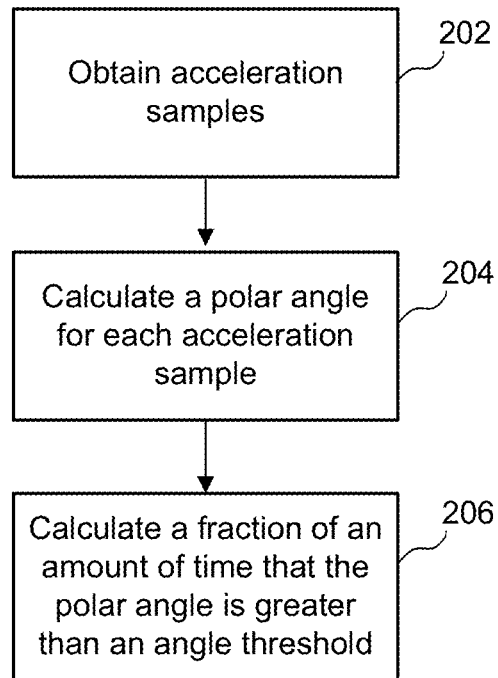 202
Obtain acceleration
samples
204
Calculate a polar angle
for each acceleration
sample
206
Calculate a fraction of an
amount of time that the
polar angle is greater
than an angle threshold